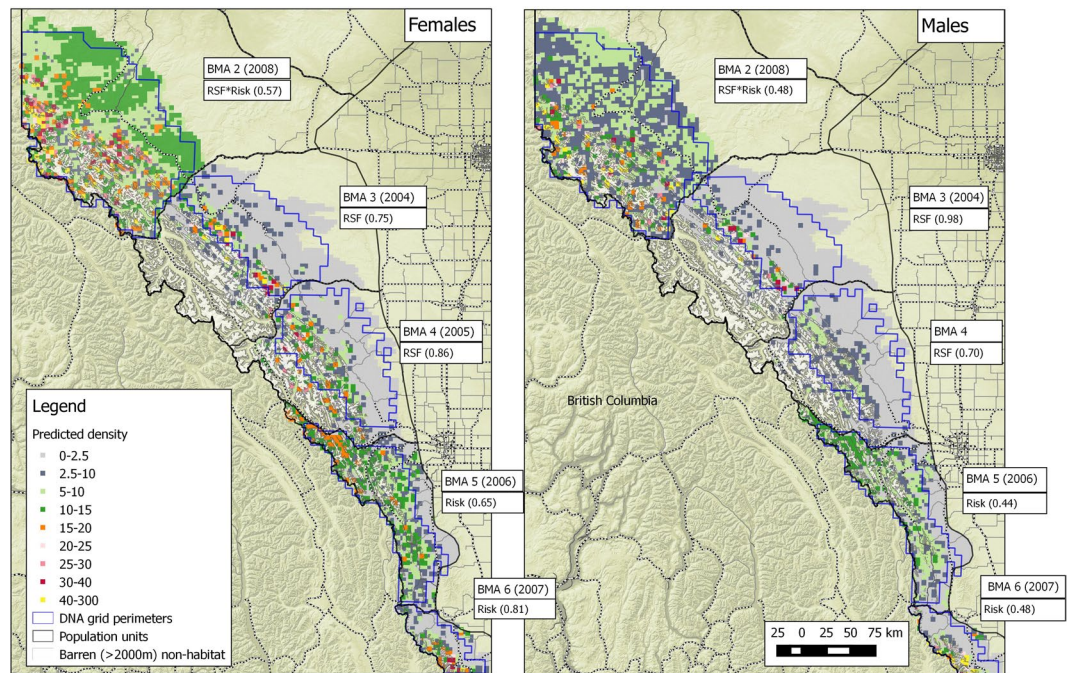 Females
BMA 2 (2008)
RSF*Risk (0.57)
BMA 3 (2004)
RSF (0.75)
BMA 4 (2005)
RSF (0.86)
BMA 5 (2006)
Risk (0.65)
BMA 6 (2007)
Risk (0.81)
Legend
Predicted density
0-2.5
2.5-10
5-10
10-15
15-20
20-25
25-30
30-40
40-300
DNA grid perimeters
Population units
Barren (>2000m) non-habitat
Males
BMA 2 (2008)
RSF*Risk (0.48)
BMA 3 (2004)
RSF (0.98)
BMA 4
RSF (0.70)
British Columbia
BMA 5 (2006)
Risk (0.44)
BMA 6 (2007)
Risk (0.48)
25 0 25 50 75 km